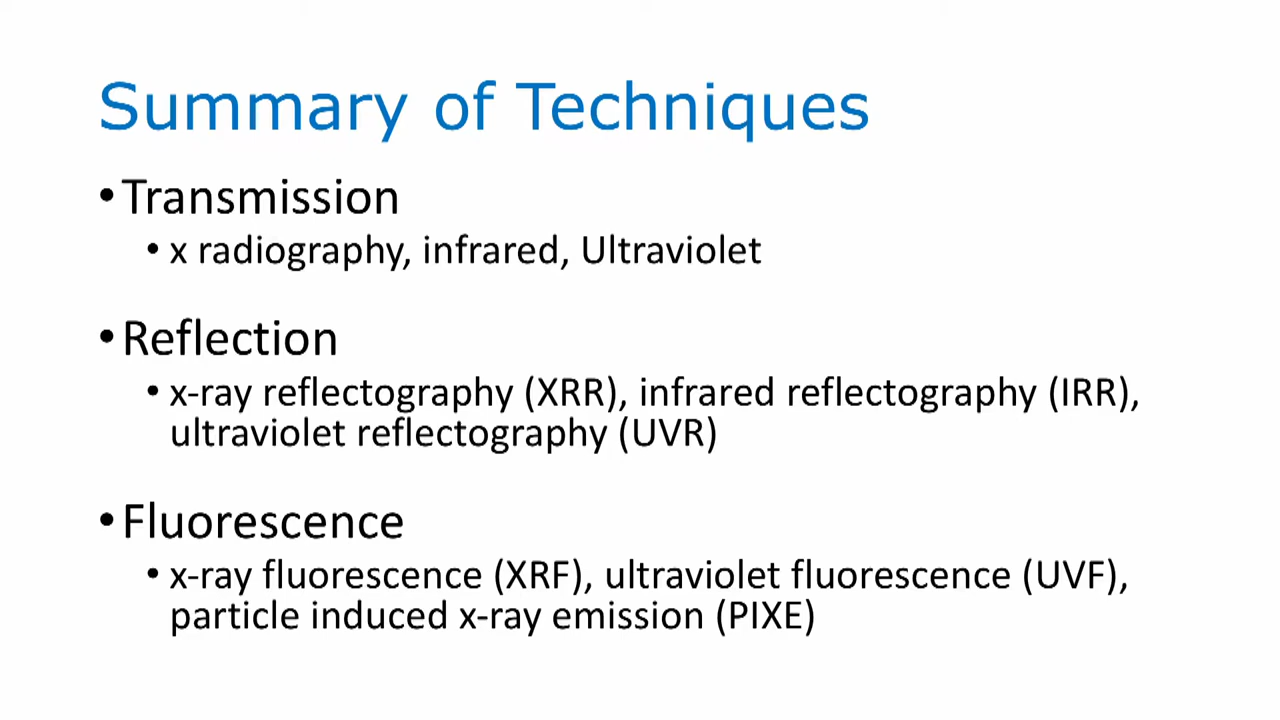 Summary of Techniques
•Transmission
•x radiography, infrared, Ultraviolet
•Reflection
•x-ray reflectography (XRR), infrared reflectography (IRR),
ultraviolet reflectography (UVR)
•Fluorescence
•x-ray fluorescence (XRF), ultraviolet fluorescence (UVF),
particle induced x-ray emission (PIXE)